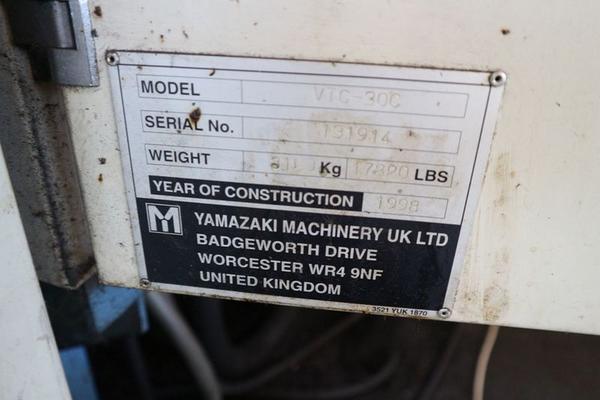 MODEL VTC-30C
SERIAL No. 131914
WEIGHT Kg LBS
YEAR OF CONSTRUCTION 1998
YAMAZAKI MACHINERY UK LTD
BADGEWORTH DRIVE
WORCESTER WR4 9NF
UNITED KINGDOM
3521 YUK 1870